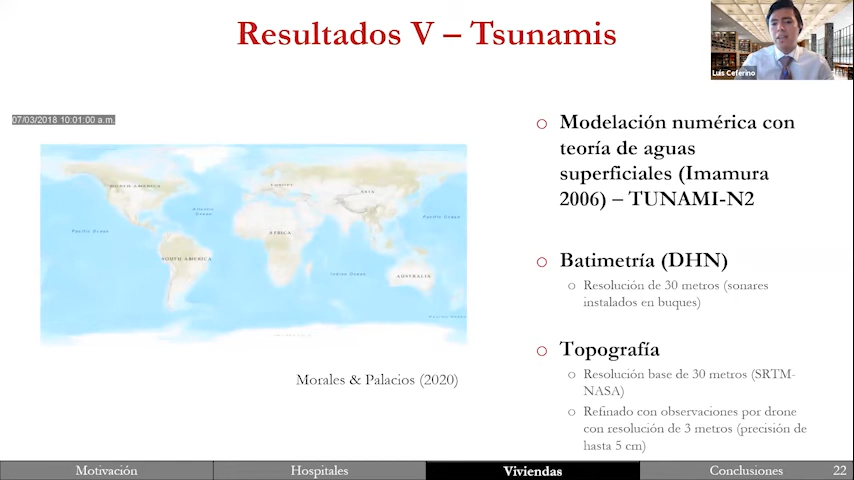 Resultados V – Tsunamis
Luis Ceferino
07/03/2018 10:01:00 a.m.
NORTH AMERICA
EUROPE
ASIA
Atlantic
Ocean
Pacific Ocean
Pacific Ocean
AFRICA
SOUTH AMERICA
Indian Ocean
AUSTRALIA
Morales & Palacios (2020)
o Modelación numérica con
teoría de aguas
superficiales (Imamura
2006) – TUNAMI-N2
o Batimetría (DHN)
o Resolución de 30 metros (sonares
instalados en buques)
o Topografía
o Resolución base de 30 metros (SRTM-
NASA)
o Refinado con observaciones por drone
con resolución de 3 metros (precisión de
hasta 5 cm)
Motivación
Hospitales
Viviendas
Conclusiones
22